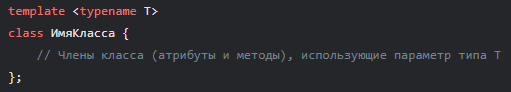 template <typename T>
class ИмяКласса {
// Члены класса (атрибуты и методы), использующие параметр типа T
};